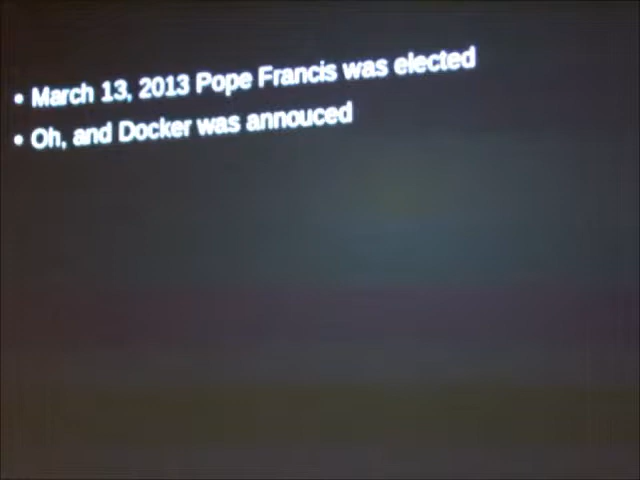 • March 13, 2013 Pope Francis was elected
• Oh, and Docker was annouced